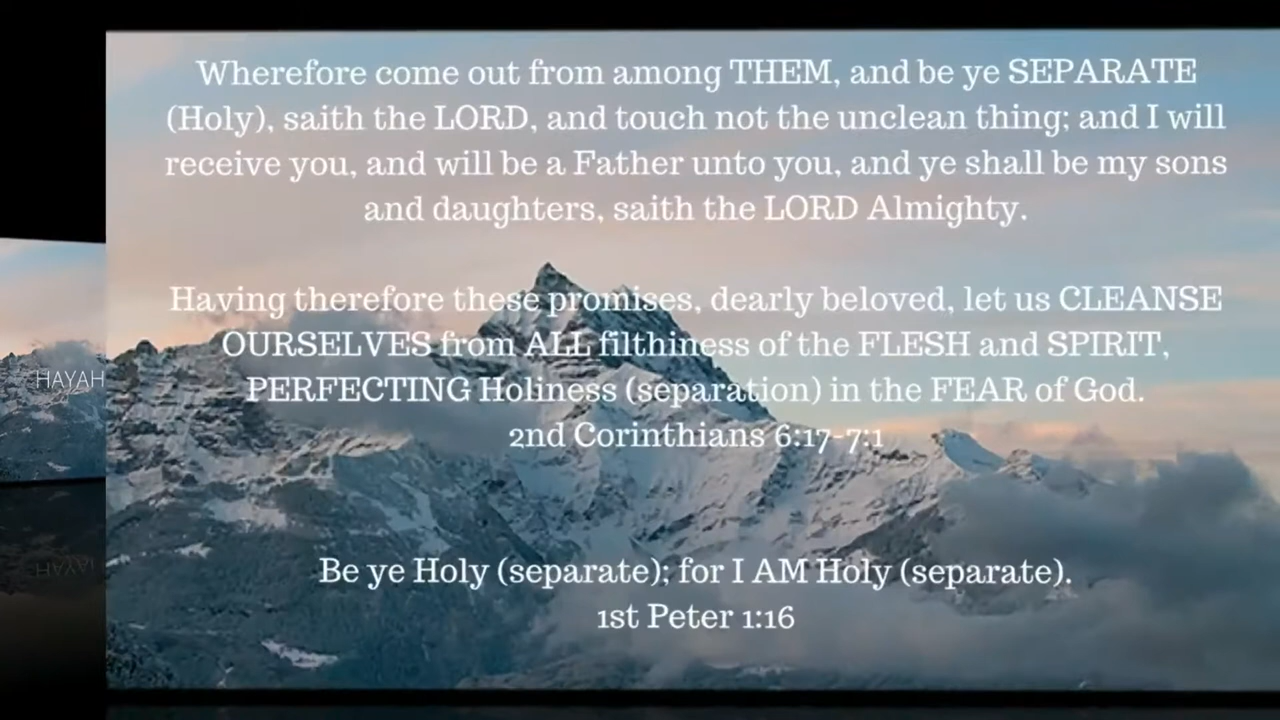 Wherefore come out from among THEM, and be ye SEPARATE
(Holy), saith the LORD, and touch not the unclean thing; and I will
receive you, and will be a Father unto you, and ye shall be my sons
and daughters, saith the LORD Almighty.
Having therefore these promises, dearly beloved, let us CLEANSE
OURSELVES from ALL filthiness of the FLESH and SPIRIT,
PERFECTING Holiness (separation) in the FEAR of God.
2nd Corinthians 6:17-7:1
HAYAH
Be ye Holy (separate); for I AM Holy (separate).
1st Peter 1:16